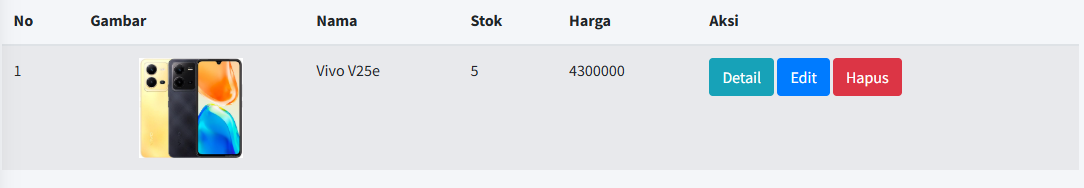 No Gambar Nama Stok Harga Aksi
1 Vivo V25e 5 4300000 Detail Edit Hapus